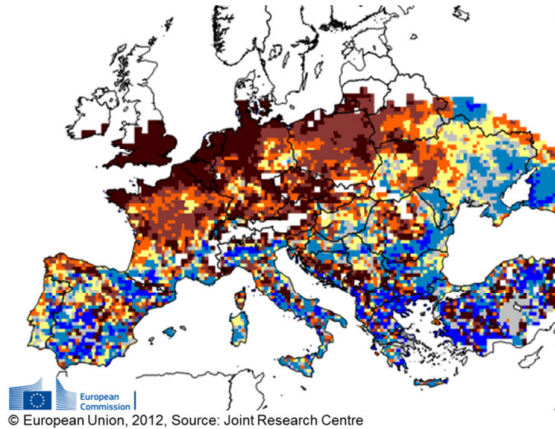 European
Commission
© European Union, 2012, Source: Joint Research Centre